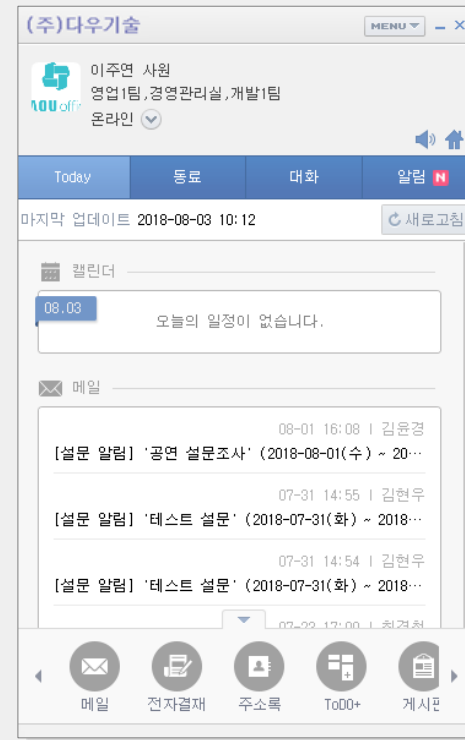 (주)다우기술
MENU
이주연 사원
영업1팀,경영관리실,개발1팀
온라인
Today
동료
대화
알림 N
마지막 업데이트 2018-08-03 10:12
새로고침
캘린더
08.03
오늘의 일정이 없습니다.
메일
08-01 16:08 | 김윤경
[설문 알림] '공연 설문조사' (2018-08-01(수) ~ 20…
07-31 14:55 | 김현우
[설문 알림] '테스트 설문' (2018-07-31(화) ~ 2018…
07-31 14:54 | 김현우
[설문 알림] '테스트 설문' (2018-07-31(화) ~ 2018…
07-23 17:00 |
메일
전자결재
주소록
ToDO+
게시판